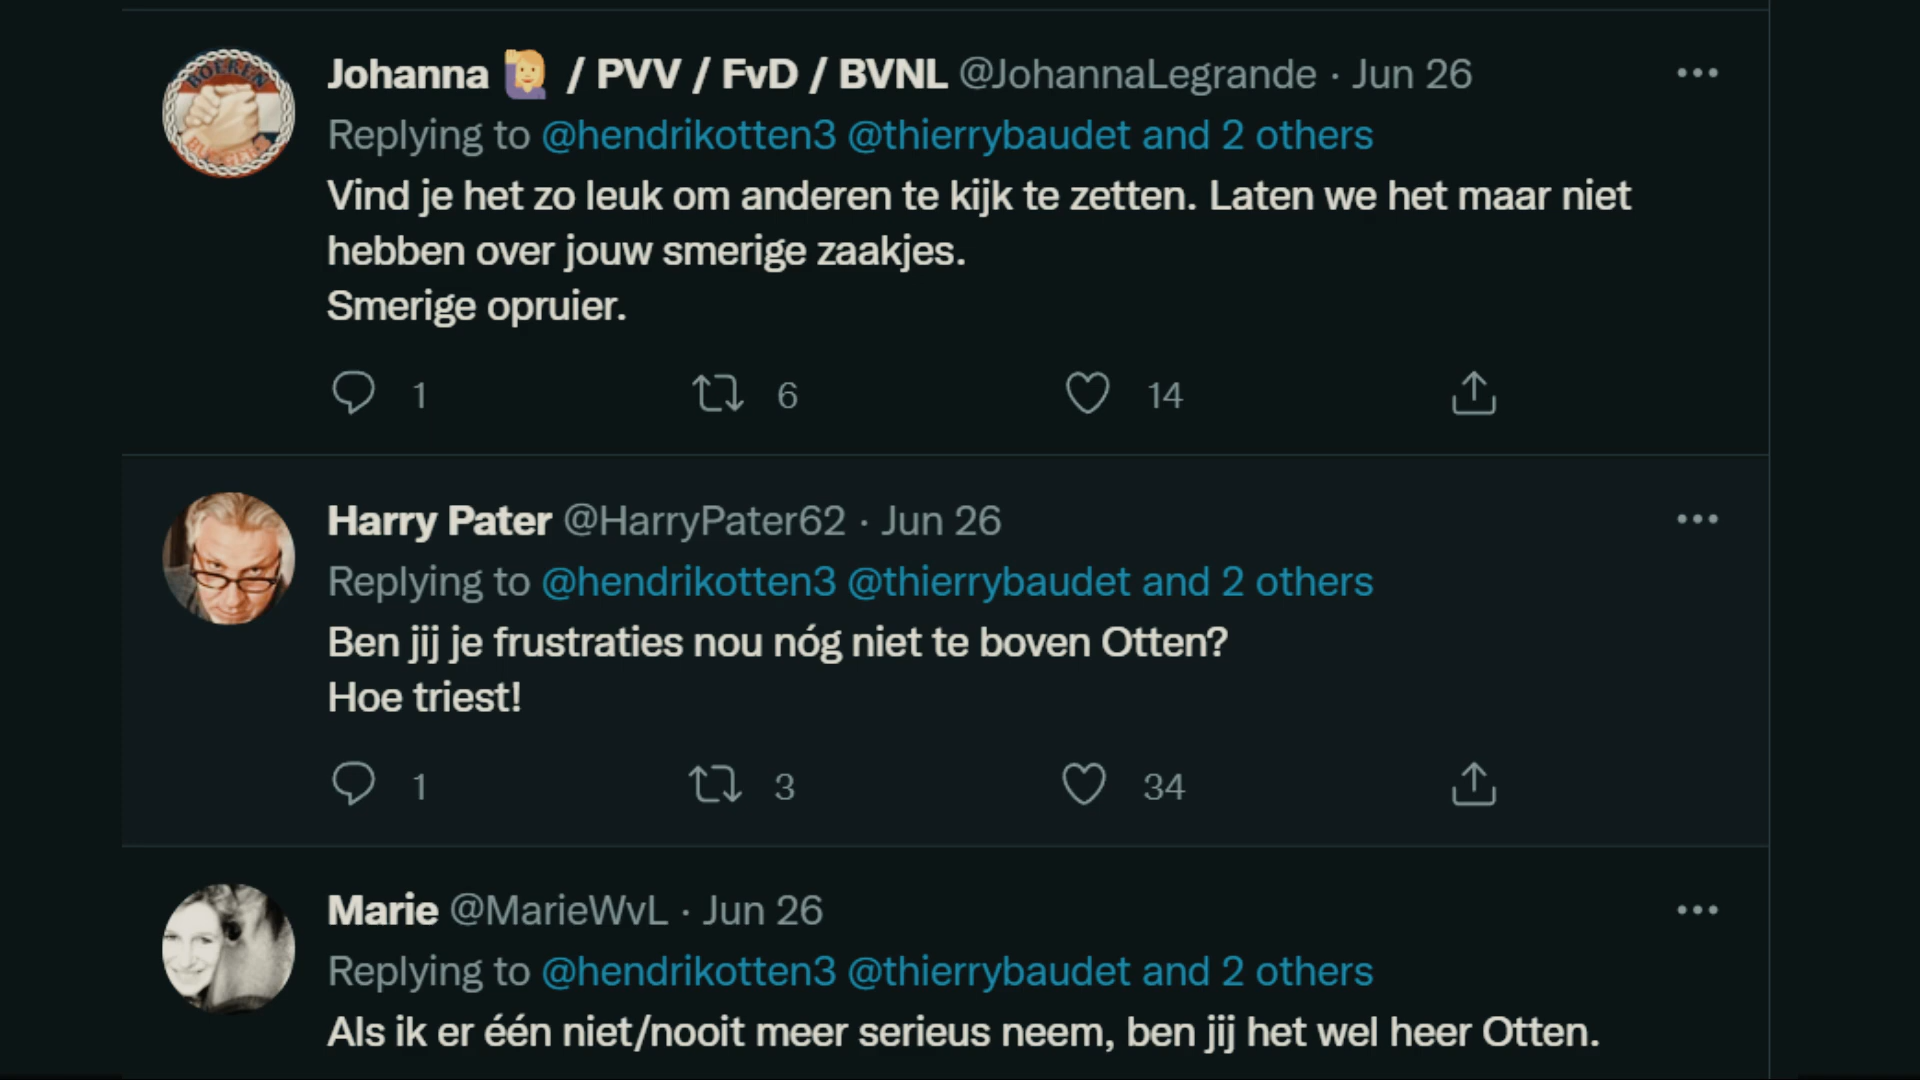 BOEREN
Johanna 🙋🏼‍♀️ / PVV / FvD / BVNL @JohannaLegrande · Jun 26
Replying to @hendrikotten3 @thierrybaudet and 2 others
Vind je het zo leuk om anderen te kijk te zetten. Laten we het maar niet
hebben over jouw smerige zaakjes.
Smerige opruier.
1 6 14
Harry Pater @HarryPater62 · Jun 26
Replying to @hendrikotten3 @thierrybaudet and 2 others
Ben jij je frustraties nou nóg niet te boven Otten?
Hoe triest!
1 3 34
Marie @MarieWvL · Jun 26
Replying to @hendrikotten3 @thierrybaudet and 2 others
Als ik er één niet/nooit meer serieus neem, ben jij het wel heer Otten.